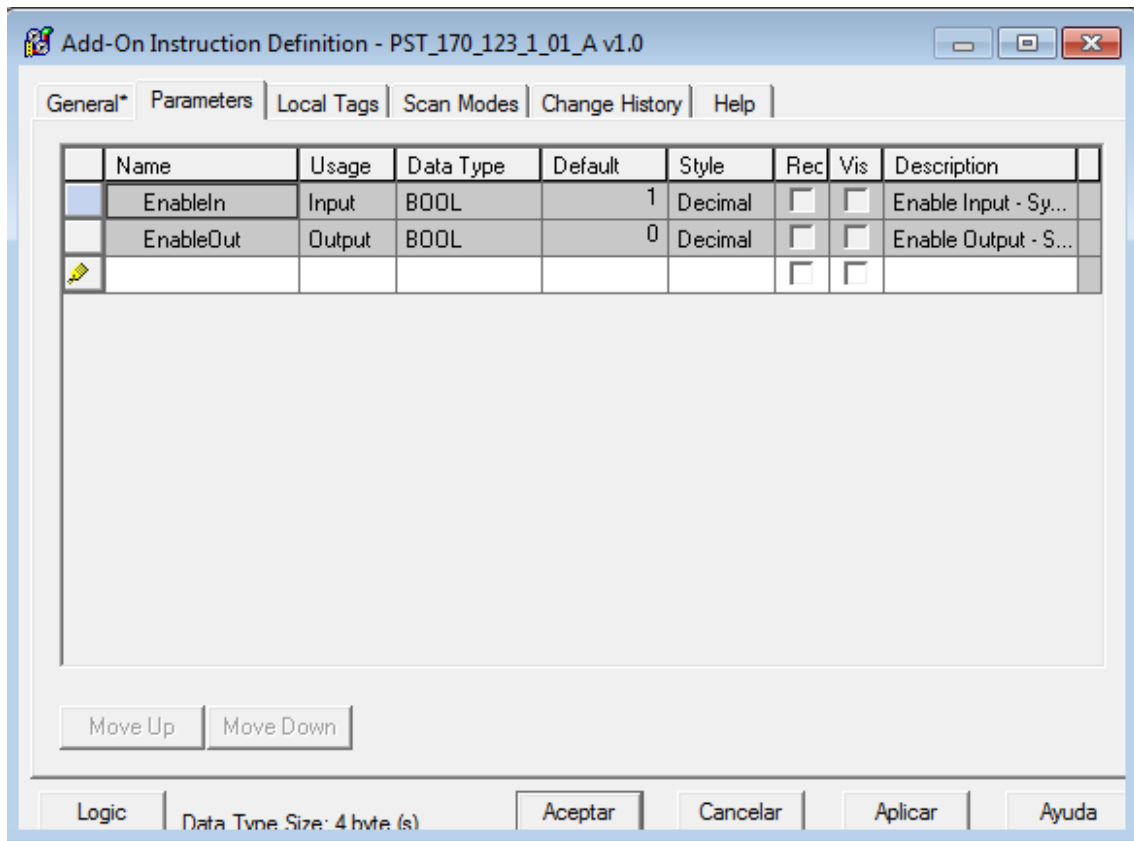 Add-On Instruction Definition - PST_170_123_1_01_A v1.0
General* Parameters Local Tags Scan Modes Change History Help
Name Usage Data Type Default Style Rec Vis Description
EnableIn Input BOOL 1 Decimal Enable Input - Sy...
EnableOut Output BOOL 0 Decimal Enable Output - S...
Move Up Move Down
Logic Data Type Size: 4 byte (s) Aceptar Cancelar Aplicar Ayuda